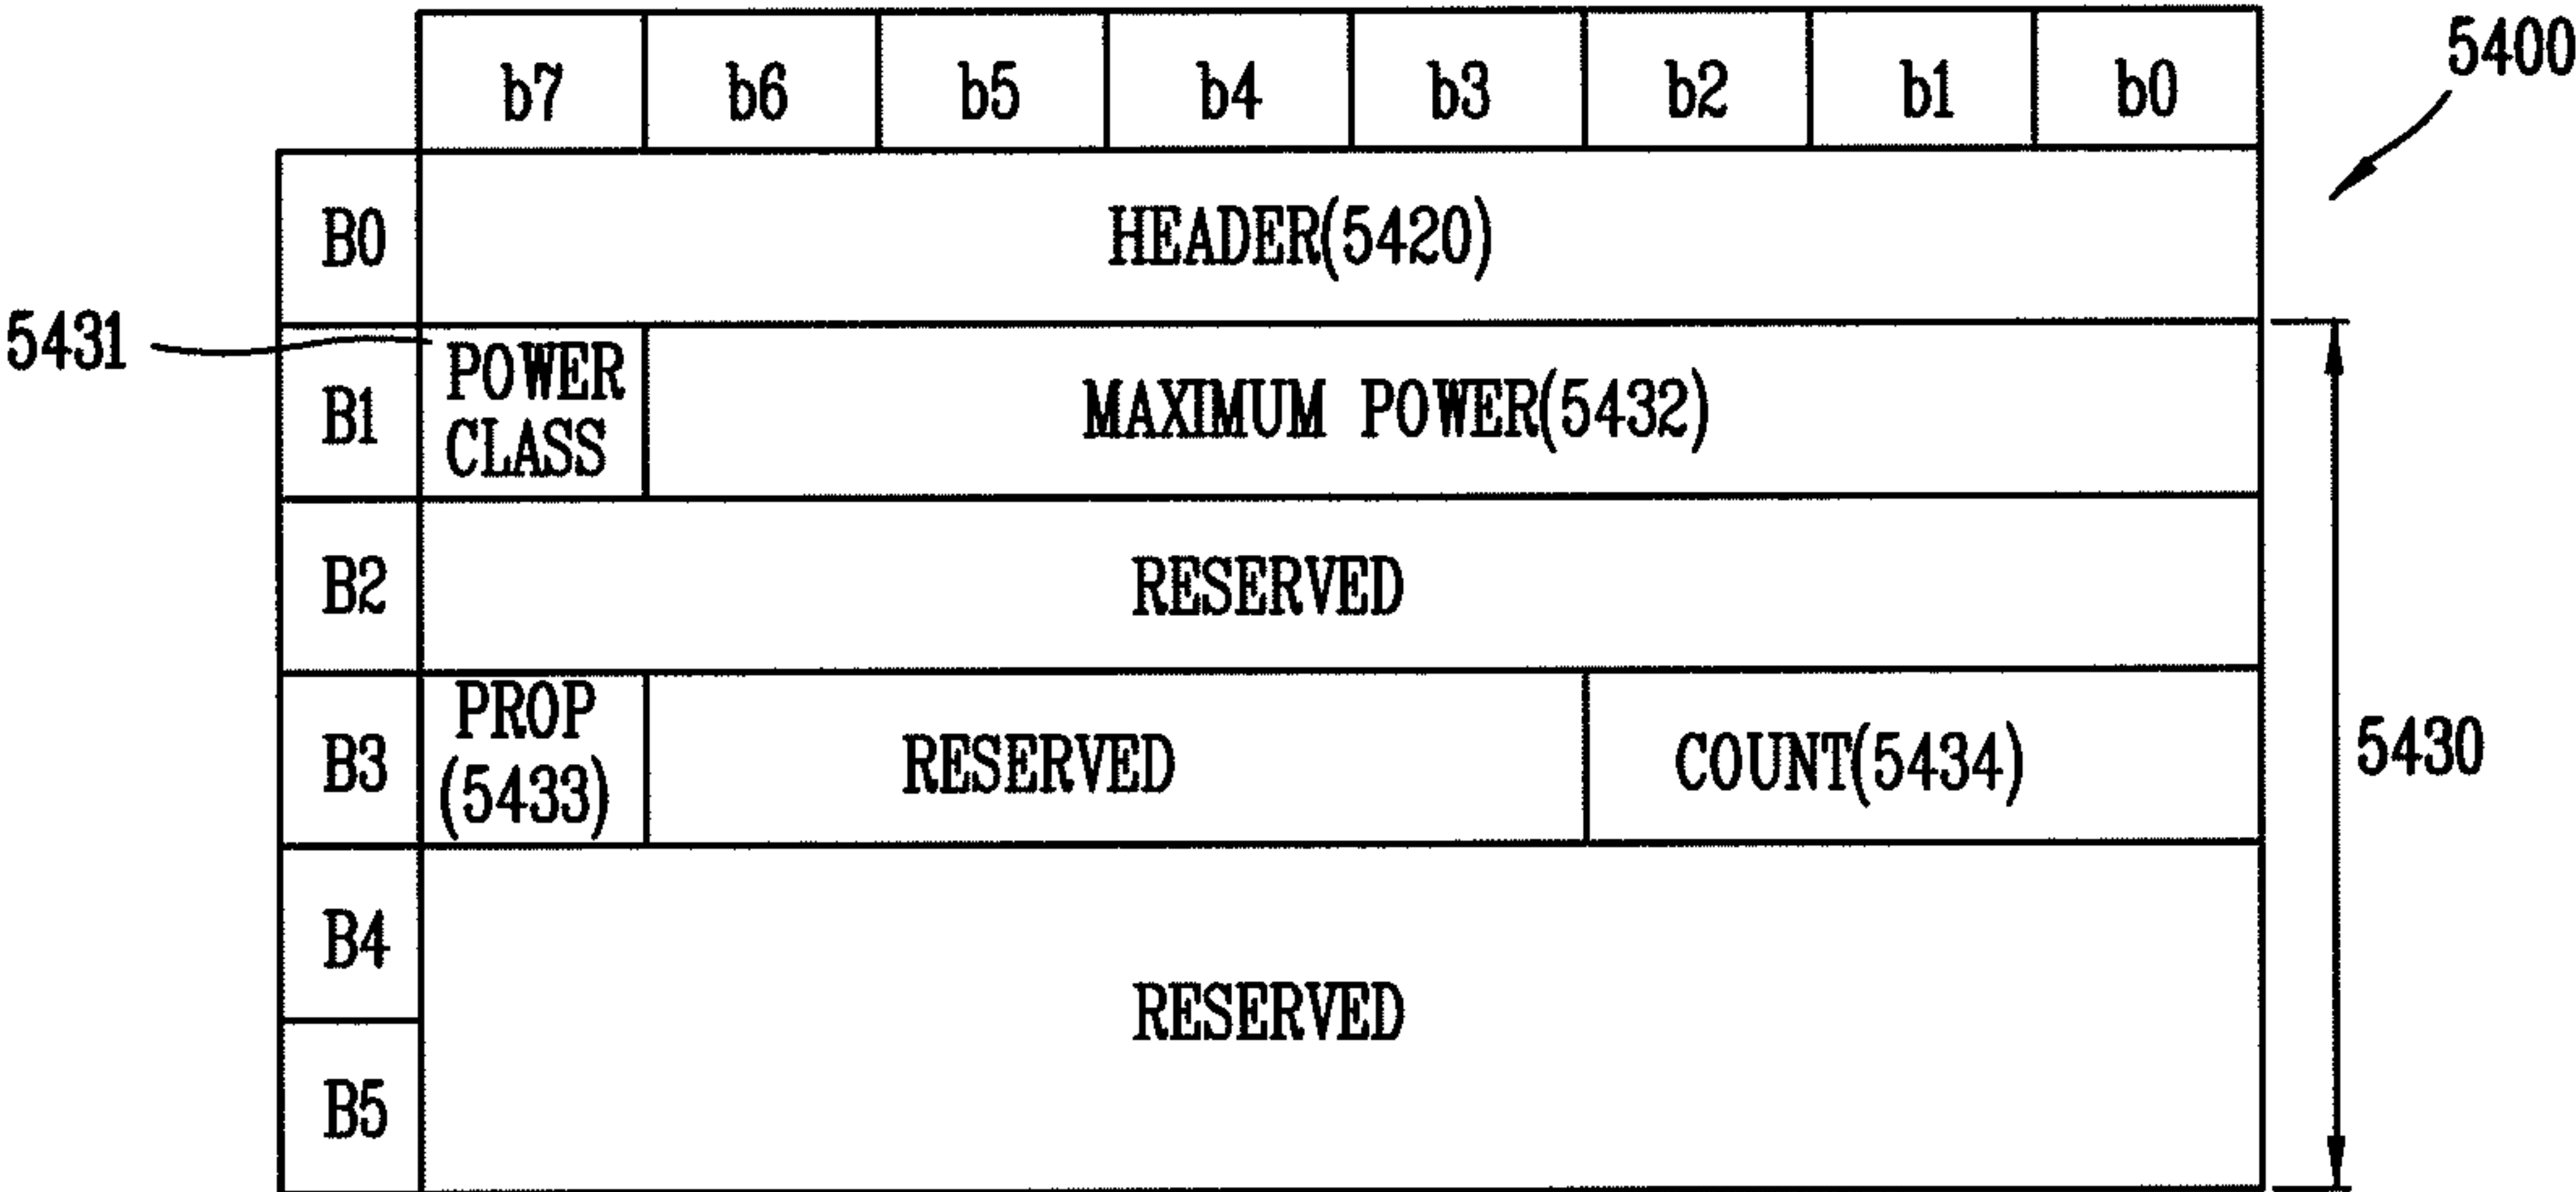 b7 b6 b5 b4 b3 b2 b1 b0
5400
B0 HEADER(5420)
5431
B1 POWER MAXIMUM POWER(5432)
CLASS
B2 RESERVED
PROP
B3 RESERVED COUNT(5434) 5430
(5433)
B4
RESERVED
B5